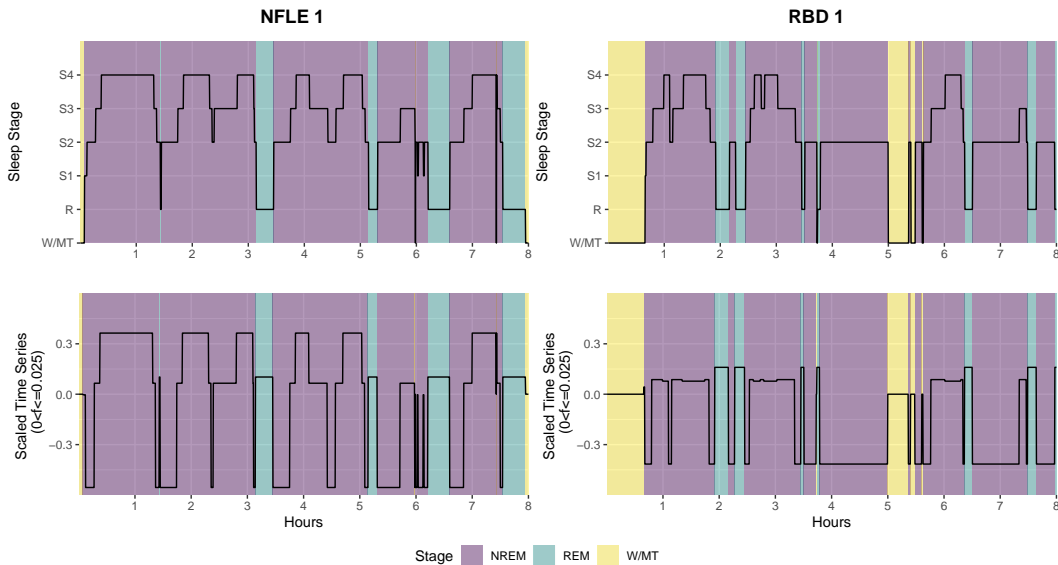 NFLE 1
RBD 1
Sleep Stage
S4
S3
S2
S1
R
W/MT
1 2 3 4 5 6 7 8
Sleep Stage
S4
S3
S2
S1
R
W/MT
1 2 3 4 5 6 7 8
Scaled Time Series
(0<f<=0.025)
0.3
0.0
−0.3
1 2 3 4 5 6 7 8
Hours
Scaled Time Series
(0<f<=0.025)
0.3
0.0
−0.3
1 2 3 4 5 6 7 8
Hours
Stage NREM REM W/MT